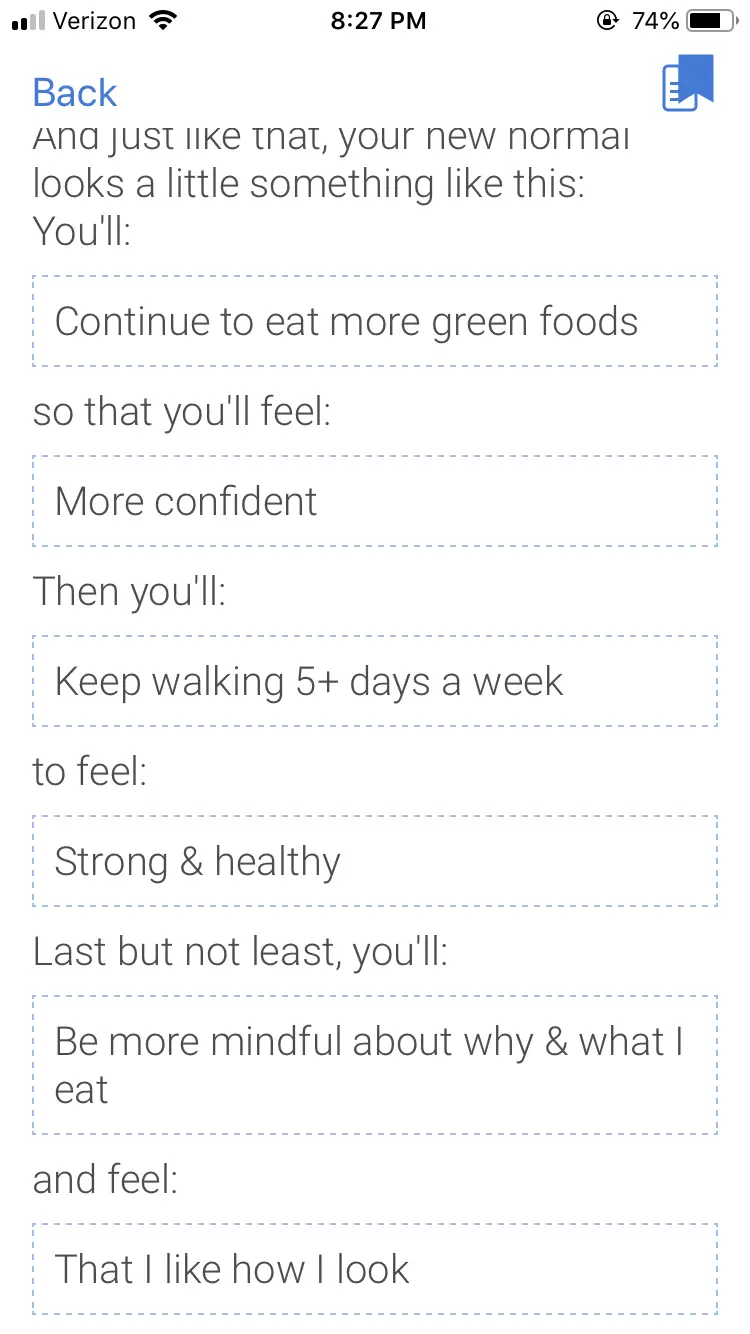 Verizon 8:27 PM 74%
Back
And just like that, your new normal
looks a little something like this:
You'll:
Continue to eat more green foods
so that you'll feel:
More confident
Then you'll:
Keep walking 5+ days a week
to feel:
Strong & healthy
Last but not least, you'll:
Be more mindful about why & what I
eat
and feel:
That I like how I look